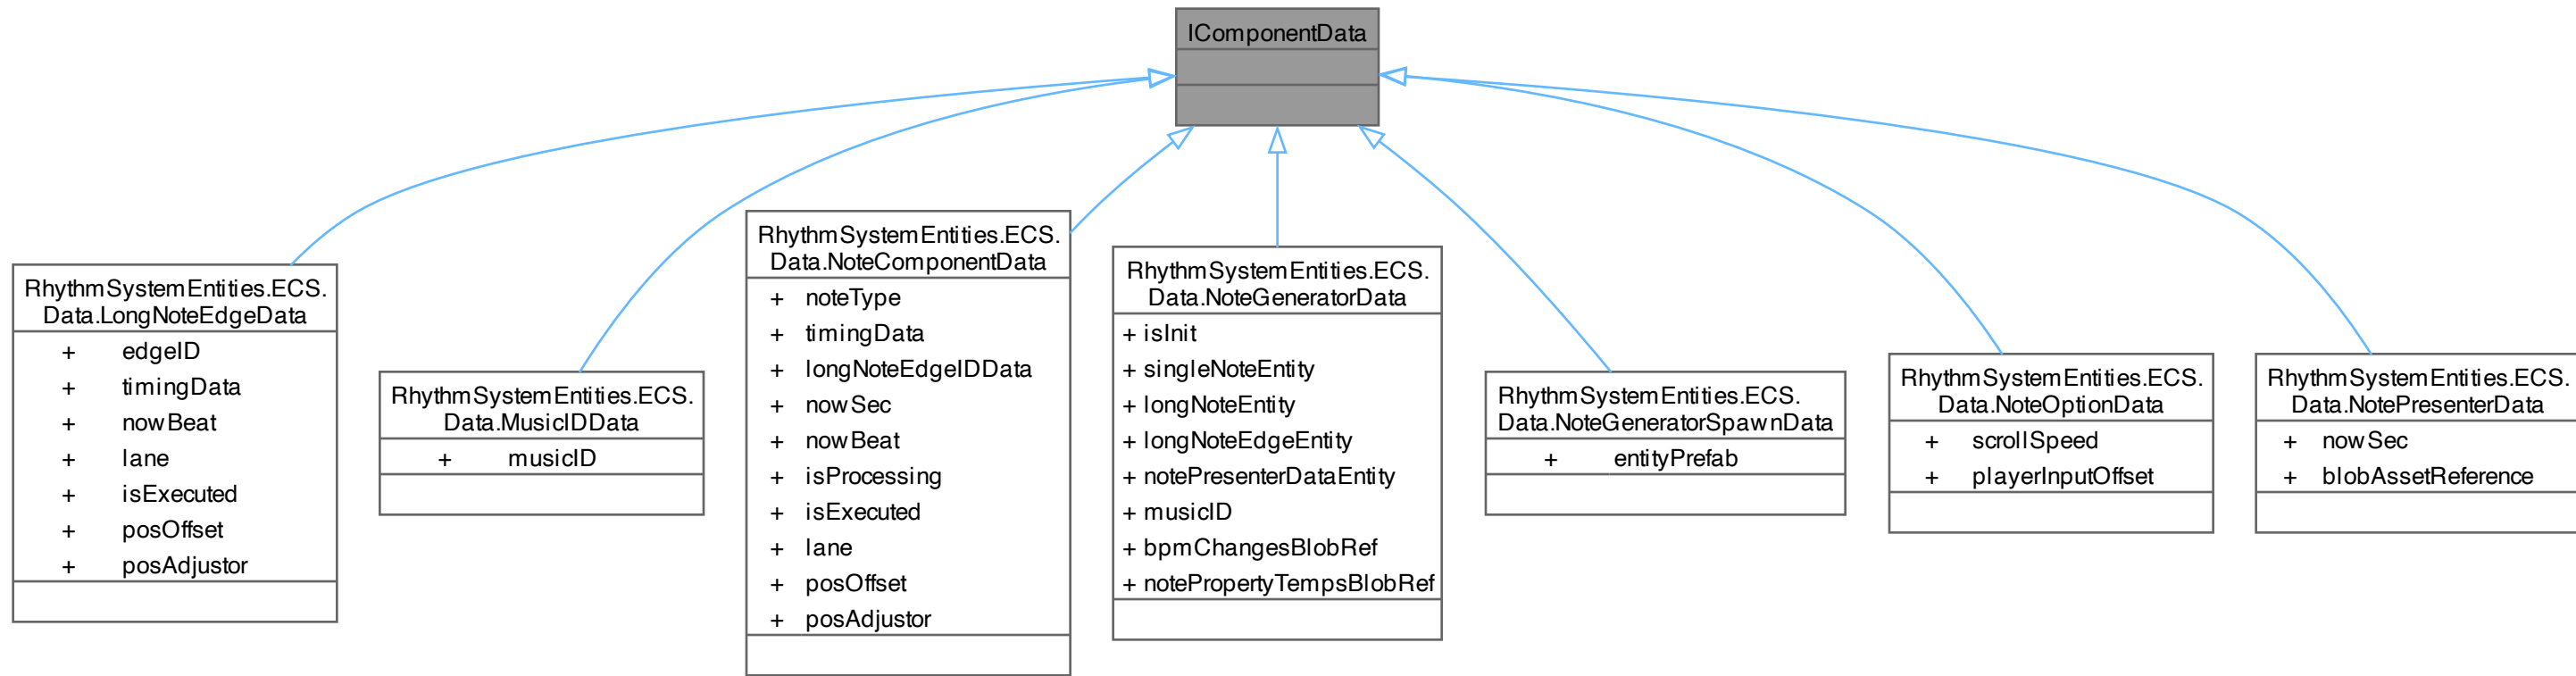 IComponentData
RhythmSystemEntities.ECS.
Data.LongNoteEdgeData
+ edgeID
+ timingData
+ nowBeat
+ lane
+ isExecuted
+ posOffset
+ posAdjustor
RhythmSystemEntities.ECS.
Data.MusicIDData
+ musicID
RhythmSystemEntities.ECS.
Data.NoteComponentData
+ noteType
+ timingData
+ longNoteEdgeIDData
+ nowSec
+ nowBeat
+ isProcessing
+ isExecuted
+ lane
+ posOffset
+ posAdjustor
RhythmSystemEntities.ECS.
Data.NoteGeneratorData
+ isInit
+ singleNoteEntity
+ longNoteEntity
+ longNoteEdgeEntity
+ notePresenterDataEntity
+ musicID
+ bpmChangesBlobRef
+ notePropertyTempsBlobRef
RhythmSystemEntities.ECS.
Data.NoteGeneratorSpawnData
+ entityPrefab
RhythmSystemEntities.ECS.
Data.NoteOptionData
+ scrollSpeed
+ playerInputOffset
RhythmSystemEntities.ECS.
Data.NotePresenterData
+ nowSec
+ blobAssetReference